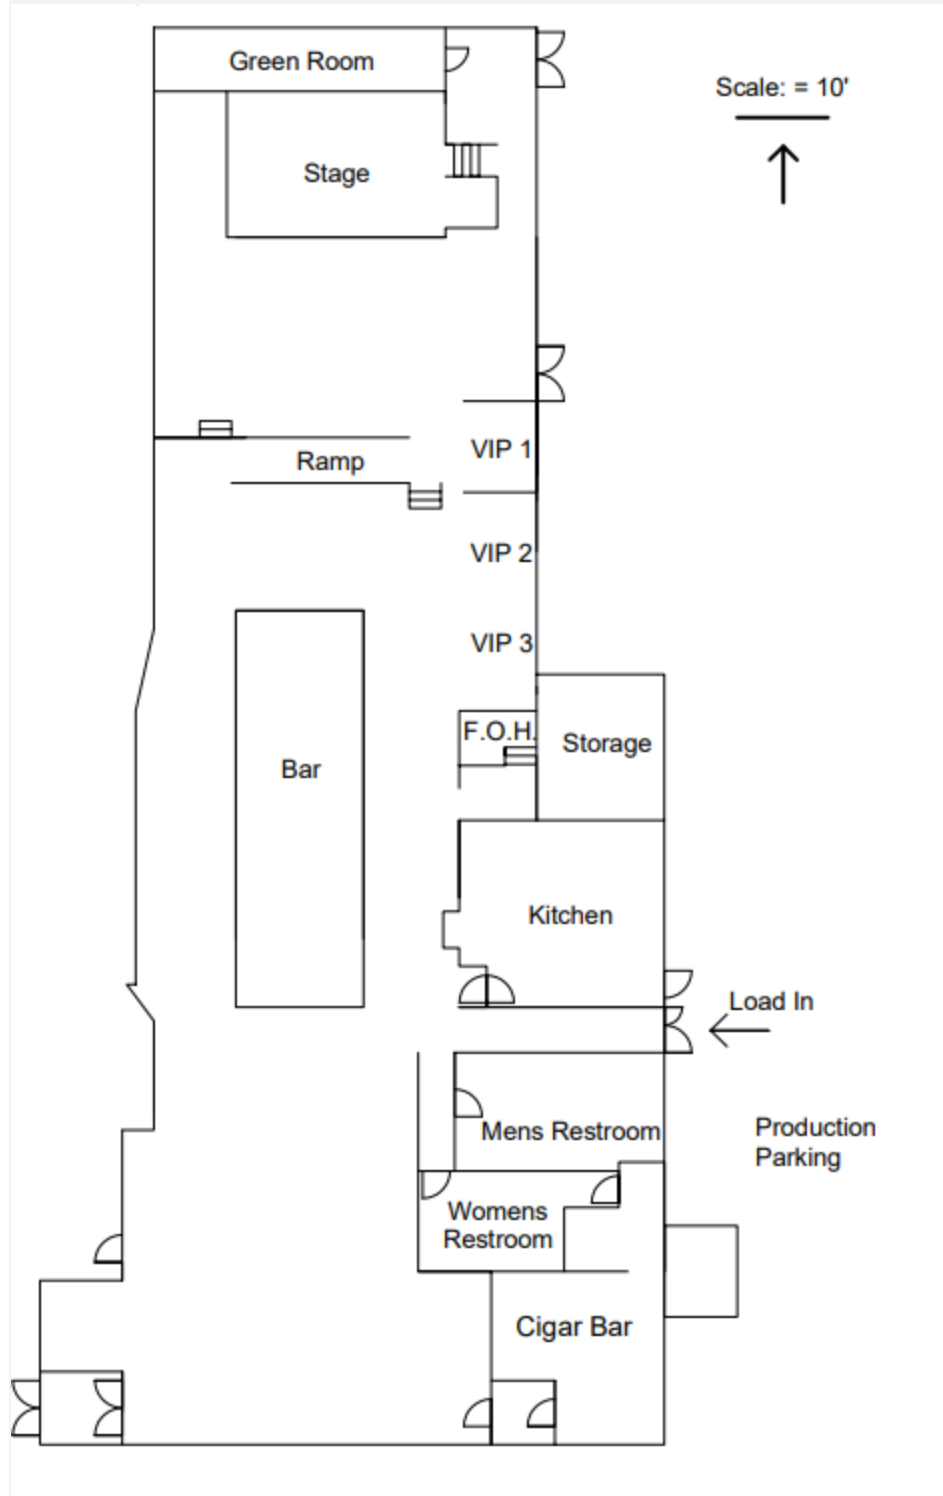 Green Room
Scale: = 10'
Stage
VIP 1
Ramp
VIP 2
VIP 3
F.O.H.
Storage
Bar
Kitchen
Load In
Mens Restroom
Production
Parking
Womens
Restroom
Cigar Bar